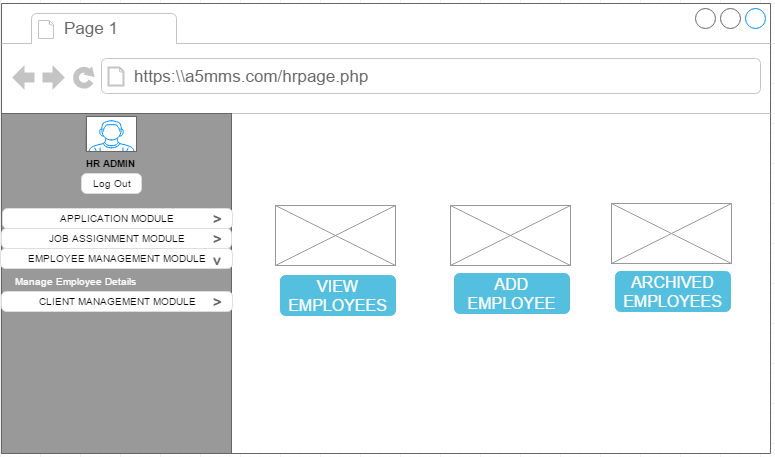 Page 1
https:\\a5mms.com/hrpage.php
HR ADMIN
Log Out
APPLICATION MODULE >
JOB ASSIGNMENT MODULE >
EMPLOYEE MANAGEMENT MODULE v
Manage Employee Details
CLIENT MANAGEMENT MODULE >
VIEW
EMPLOYEES
ADD
EMPLOYEE
ARCHIVED
EMPLOYEES